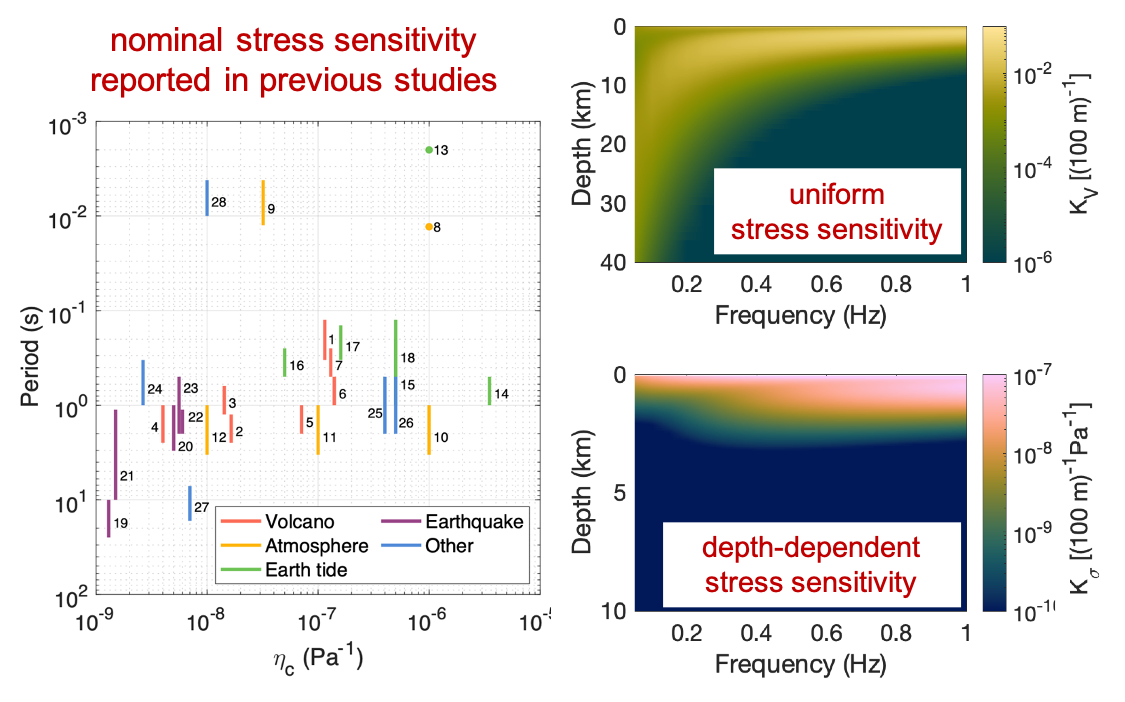 nominal stress sensitivity
reported in previous studies
10^-3
10^-2
10^-1
10^0
10^1
10^2
Period (s)
13
28
9
8
1
17
7
16
18
24
23
3
6
15
14
4
22
20
12
2
5
11
25
26
10
21
27
19
Volcano
Earthquake
Atmosphere
Other
Earth tide
10^-9
10^-8
10^-7
10^-6
η_c (Pa^-1)
0
10
20
30
40
Depth (km)
uniform
stress sensitivity
0.2 0.4 0.6 0.8 1
Frequency (Hz)
10^-2
10^-4
10^-6
K_V [(100 m)^-1]
0
5
10
Depth (km)
depth-dependent
stress sensitivity
0.2 0.4 0.6 0.8 1
Frequency (Hz)
10^-7
10^-8
10^-9
K_σ [(100 m)^-1Pa^-1]